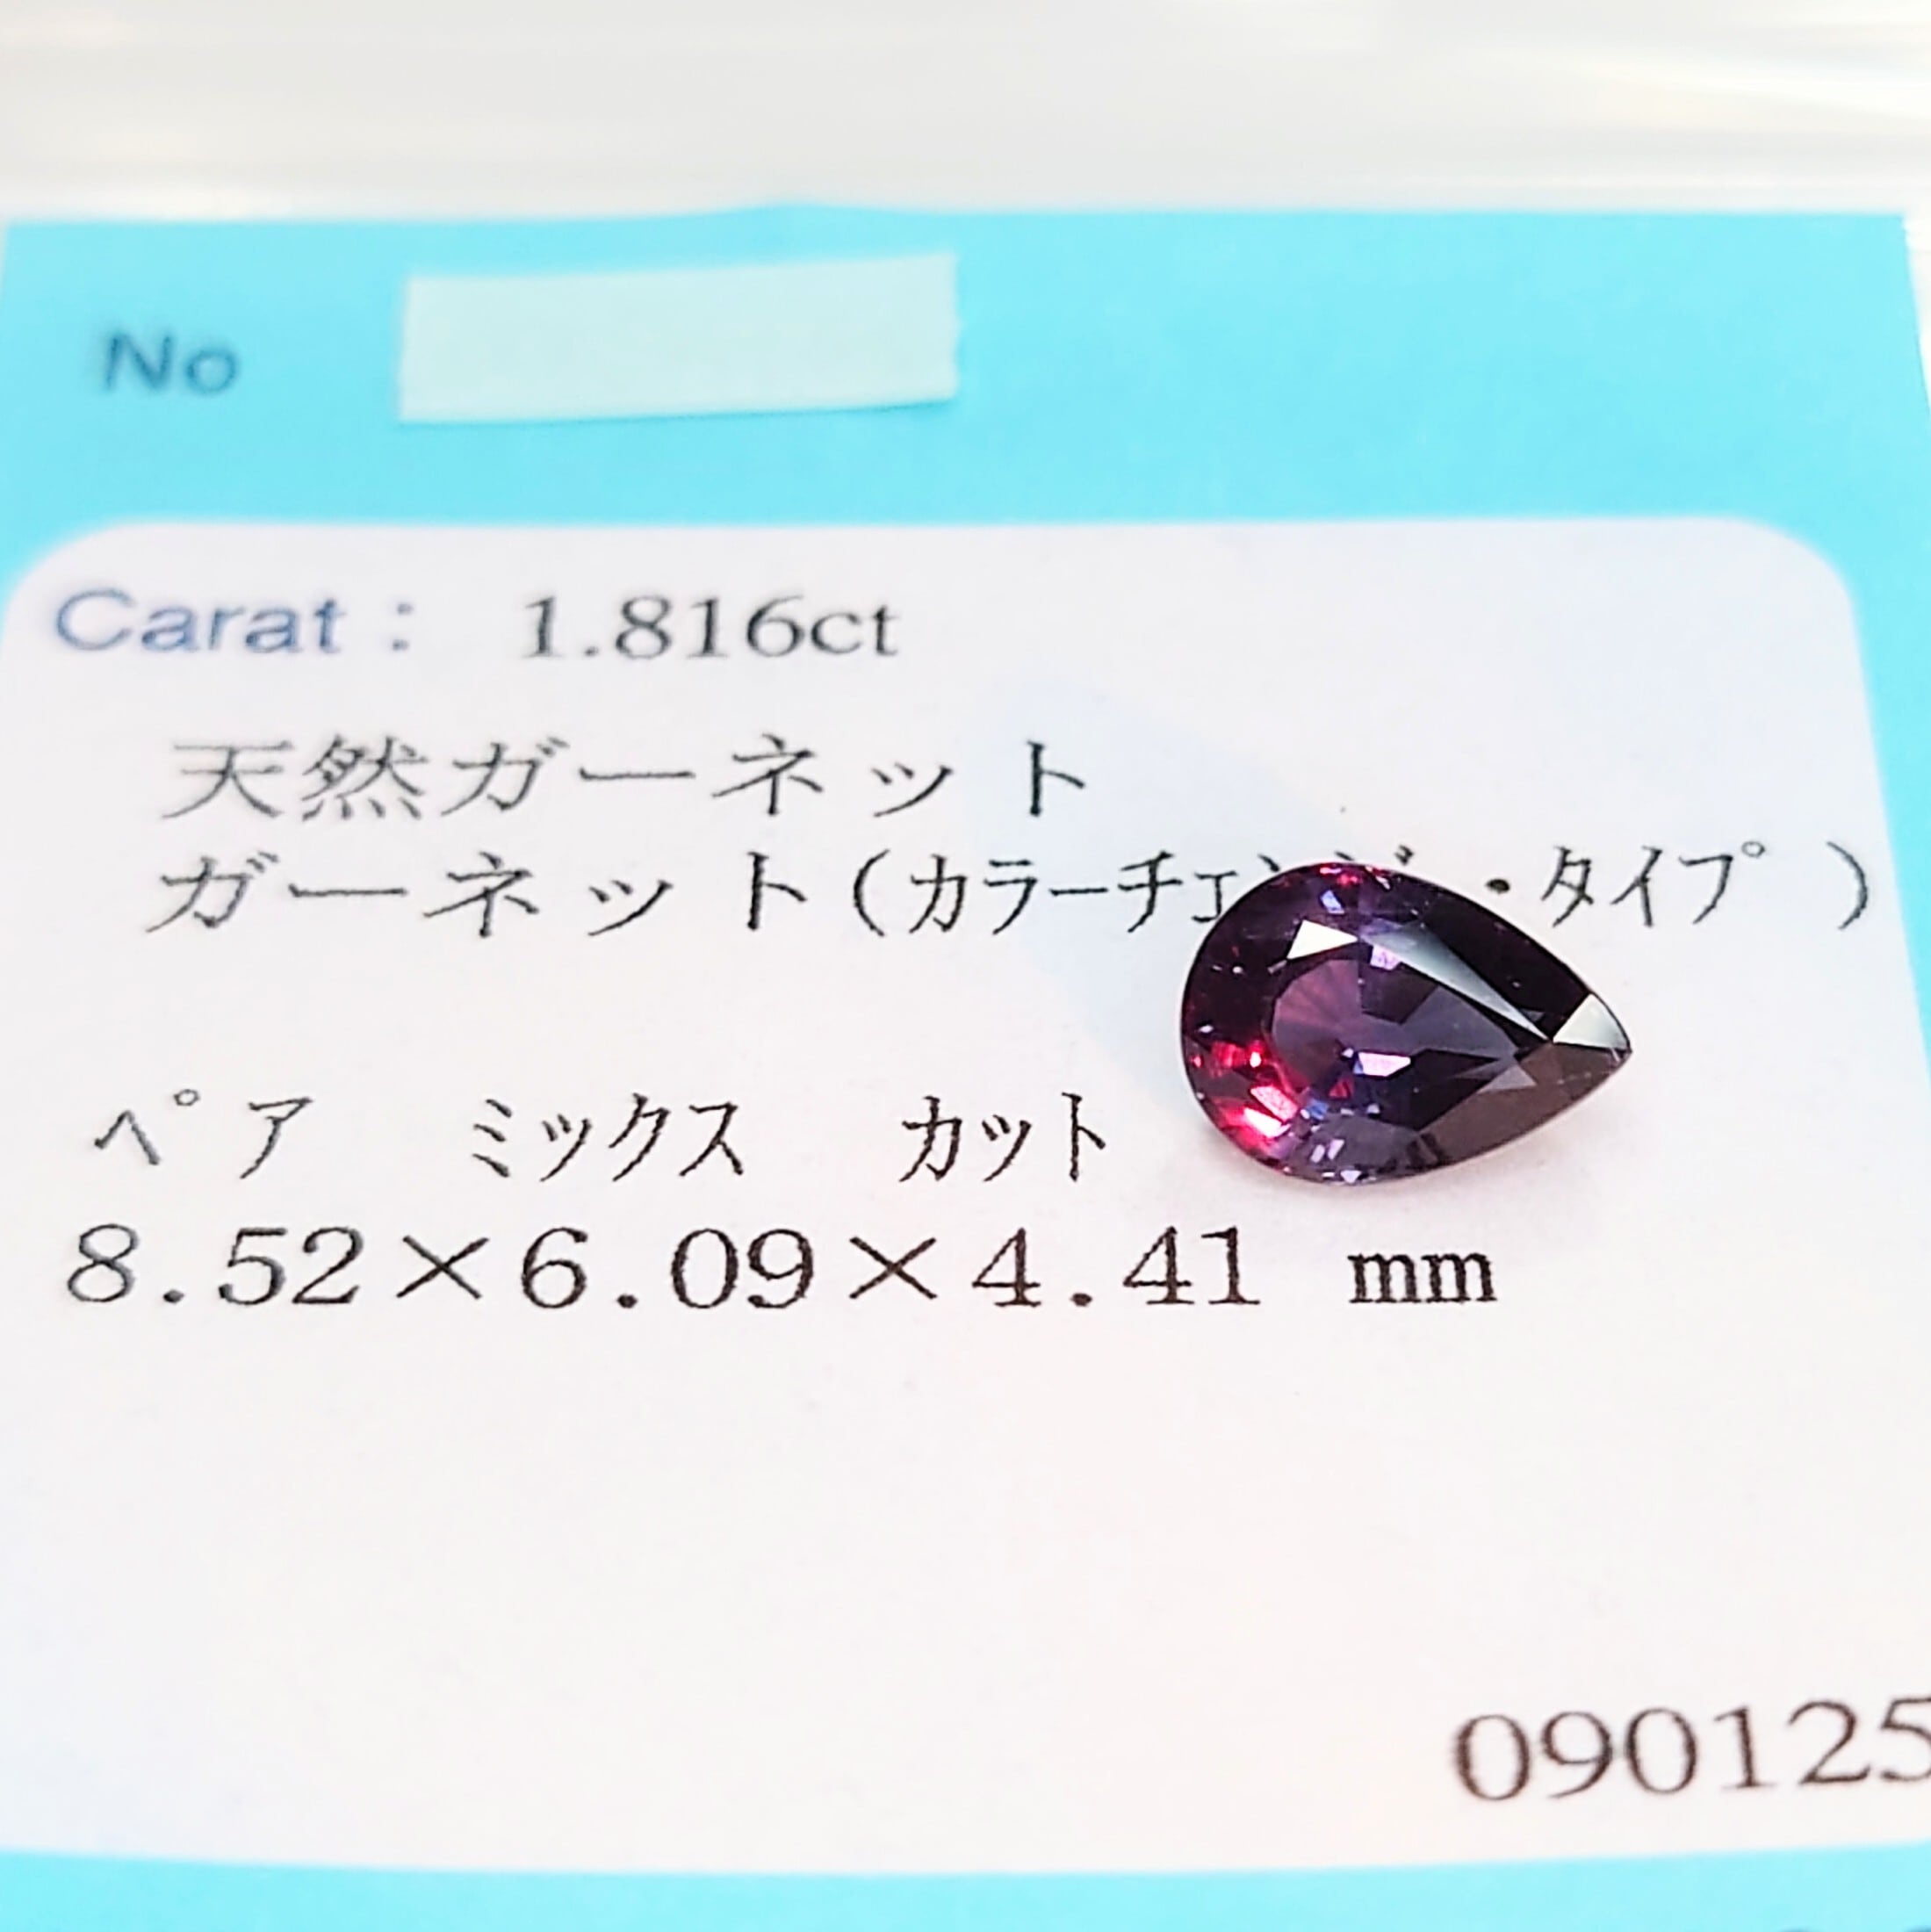 No
Carat : 1.816ct
天然ガーネット
ガーネット(カラーチェンジ・タイプ)
ペア ミックス カット
8.52×6.09×4.41 mm
090125